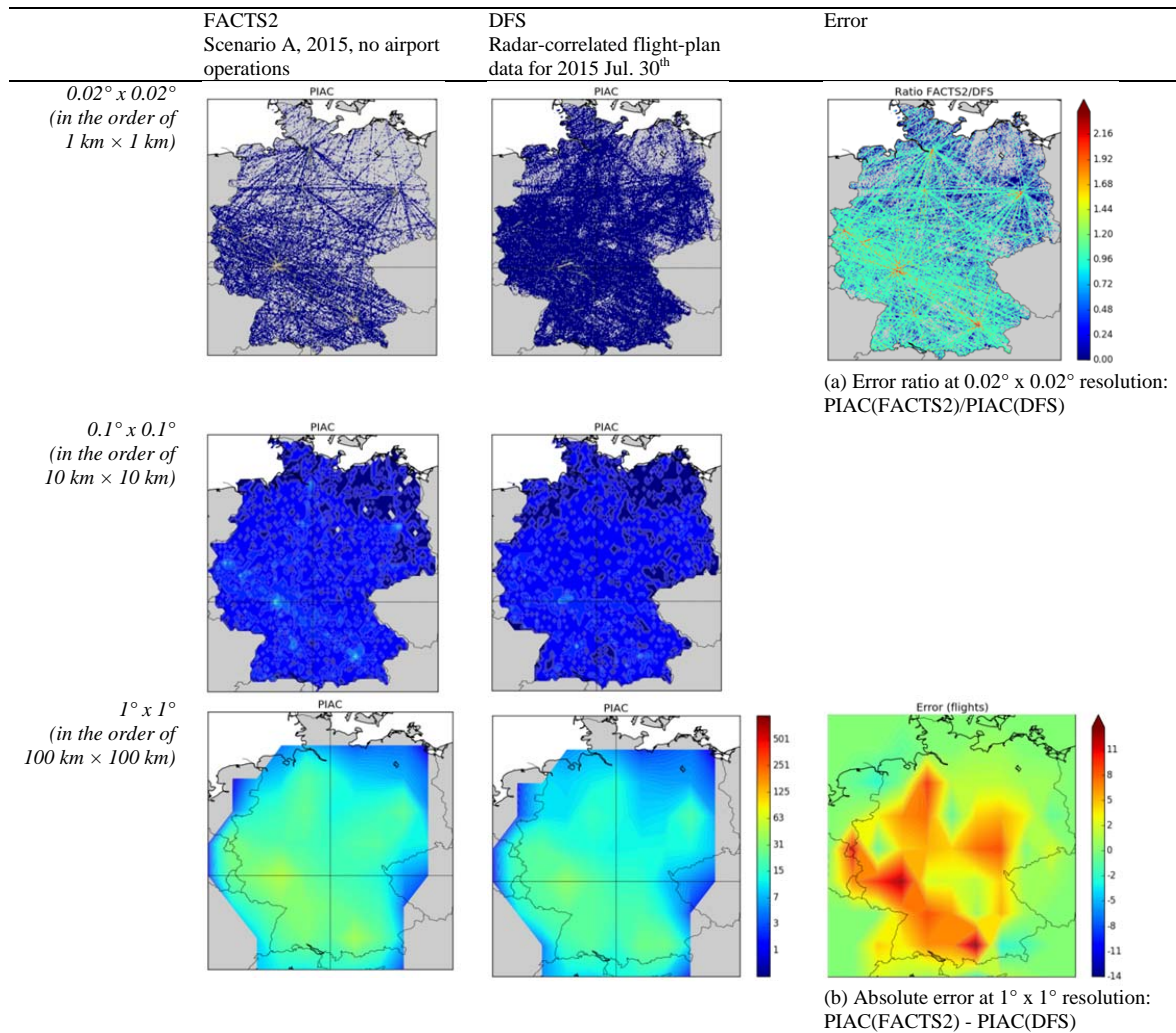 FACTS2
Scenario A, 2015, no airport
operations
DFS
Radar-correlated flight-plan
data for 2015 Jul. 30th
Error
0.02° x 0.02°
(in the order of
1 km × 1 km)
PIAC
PIAC
Ratio FACTS2/DFS
2.16
1.92
1.68
1.44
1.20
0.96
0.72
0.48
0.24
0.00
(a) Error ratio at 0.02° x 0.02° resolution:
PIAC(FACTS2)/PIAC(DFS)
0.1° x 0.1°
(in the order of
10 km × 10 km)
PIAC
PIAC
1° x 1°
(in the order of
100 km × 100 km)
PIAC
PIAC
501
251
125
63
31
15
7
3
1
Error (flights)
11
8
5
2
0
-2
-5
-8
-11
-14
(b) Absolute error at 1° x 1° resolution:
PIAC(FACTS2) - PIAC(DFS)